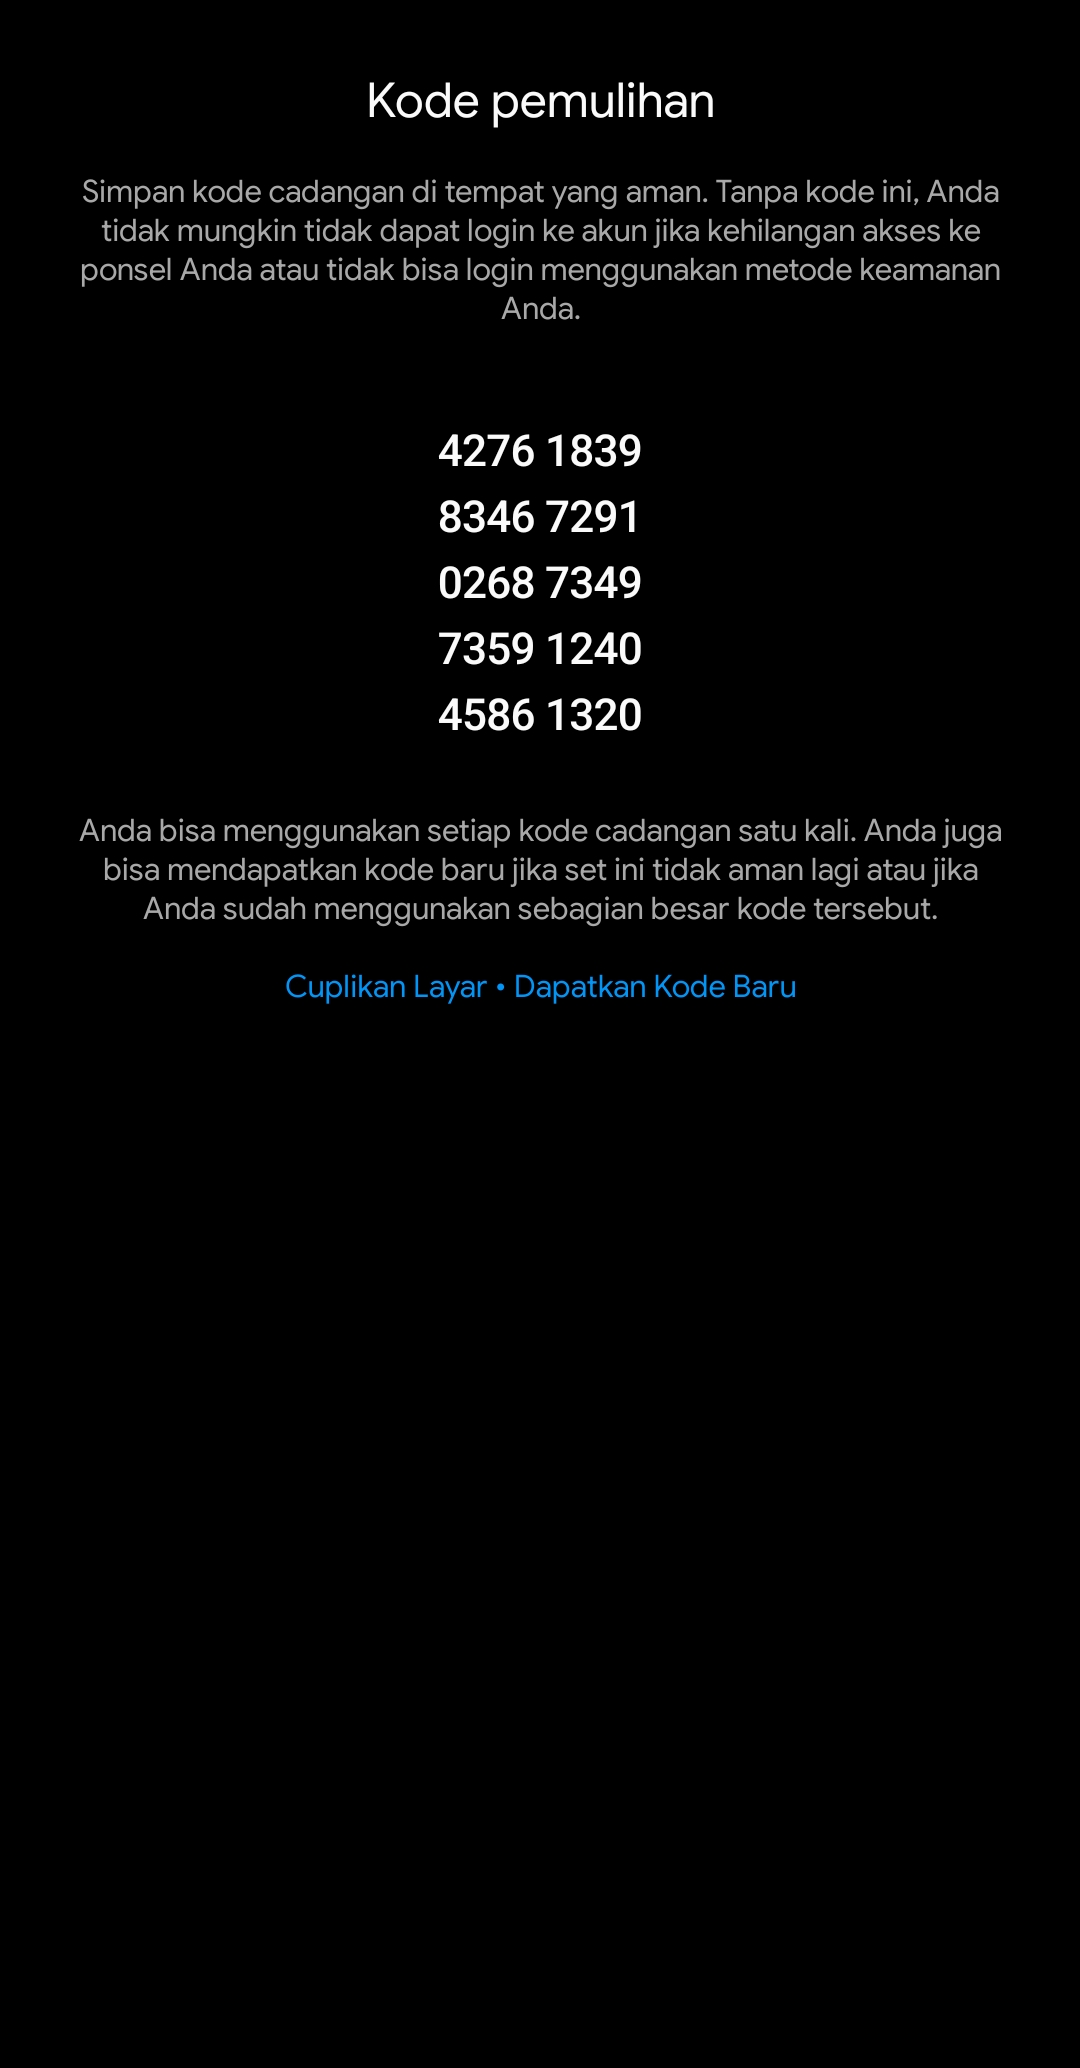 Kode pemulihan
Simpan kode cadangan di tempat yang aman. Tanpa kode ini, Anda
tidak mungkin tidak dapat login ke akun jika kehilangan akses ke
ponsel Anda atau tidak bisa login menggunakan metode keamanan
Anda.
4276 1839
8346 7291
0268 7349
7359 1240
4586 1320
Anda bisa menggunakan setiap kode cadangan satu kali. Anda juga
bisa mendapatkan kode baru jika set ini tidak aman lagi atau jika
Anda sudah menggunakan sebagian besar kode tersebut.
Cuplikan Layar • Dapatkan Kode Baru